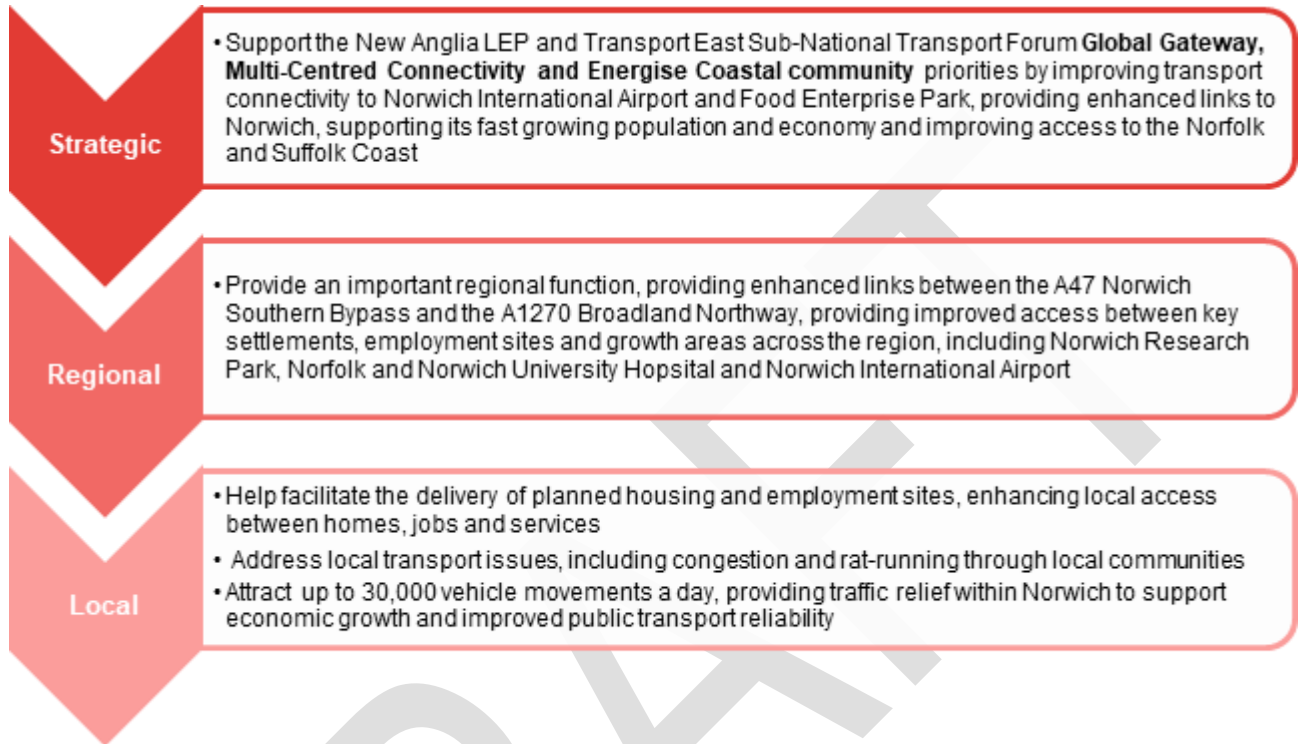 Strategic
• Support the New Anglia LEP and Transport East Sub-National Transport Forum Global Gateway,
Multi-Centred Connectivity and Energise Coastal community priorities by improving transport
connectivity to Norwich International Airport and Food Enterprise Park, providing enhanced links to
Norwich, supporting its fast growing population and economy and improving access to the Norfolk
and Suffolk Coast
Regional
• Provide an important regional function, providing enhanced links between the A47 Norwich
Southern Bypass and the A1270 Broadland Northway, providing improved access between key
settlements, employment sites and growth areas across the region, including Norwich Research
Park, Norfolk and Norwich University Hopsital and Norwich International Airport
Local
• Help facilitate the delivery of planned housing and employment sites, enhancing local access
between homes, jobs and services
• Address local transport issues, including congestion and rat-running through local communities
• Attract up to 30,000 vehicle movements a day, providing traffic relief within Norwich to support
economic growth and improved public transport reliability